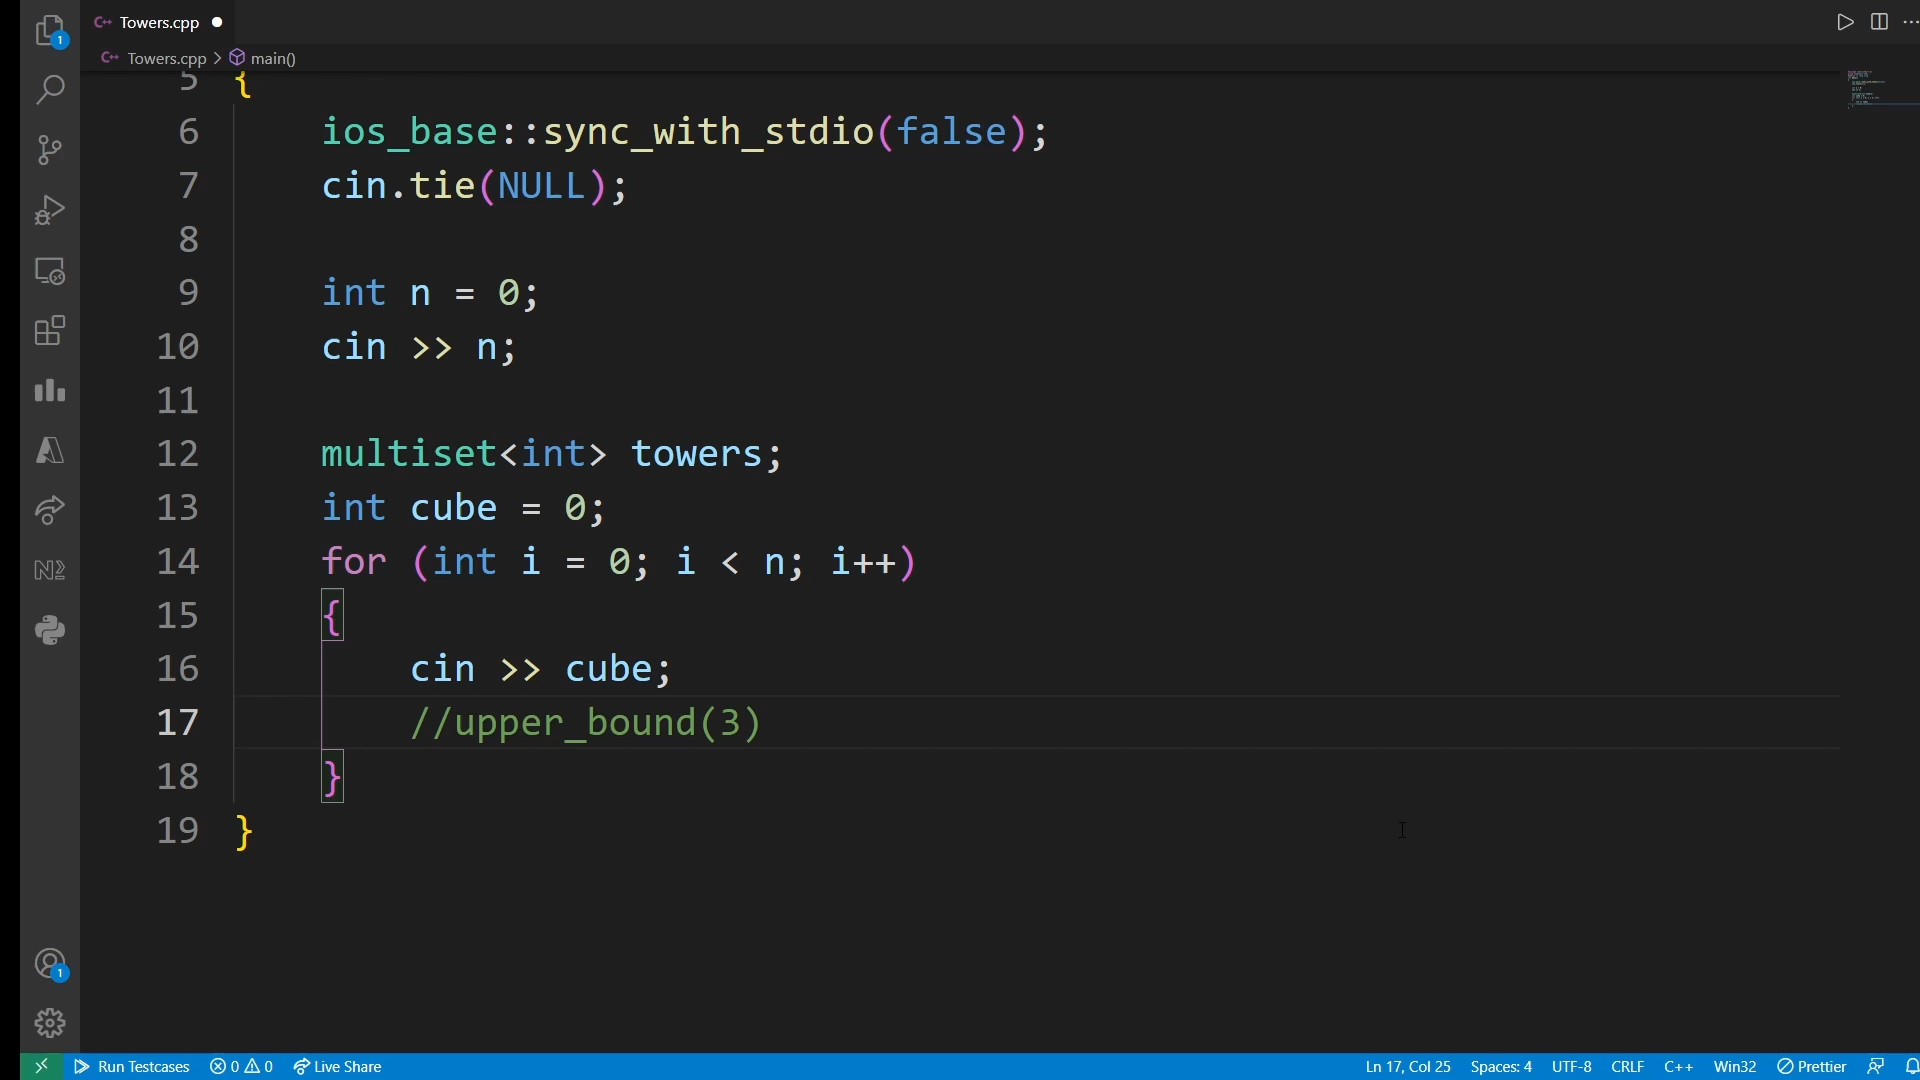 Towers.cpp
Towers.cpp > main()
5 {
6 ios_base::sync_with_stdio(false);
7 cin.tie(NULL);
8
9 int n = 0;
10 cin >> n;
11
12 multiset<int> towers;
13 int cube = 0;
14 for (int i = 0; i < n; i++)
15 {
16 cin >> cube;
17 //upper_bound(3)
18 }
19 }
1
1
Run Testcases 0 0 Live Share Ln 17, Col 25 Spaces: 4 UTF-8 CRLF C++ Win32 Prettier